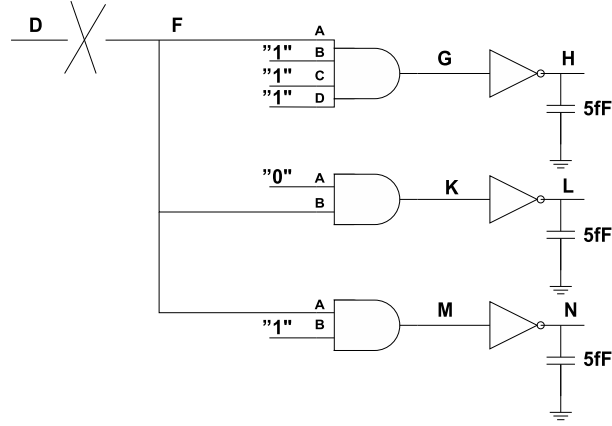 D F A G H
”1" B
”1" C
”1" D
5fF
”0" A K L
B
5fF
A M N
”1" B
5fF